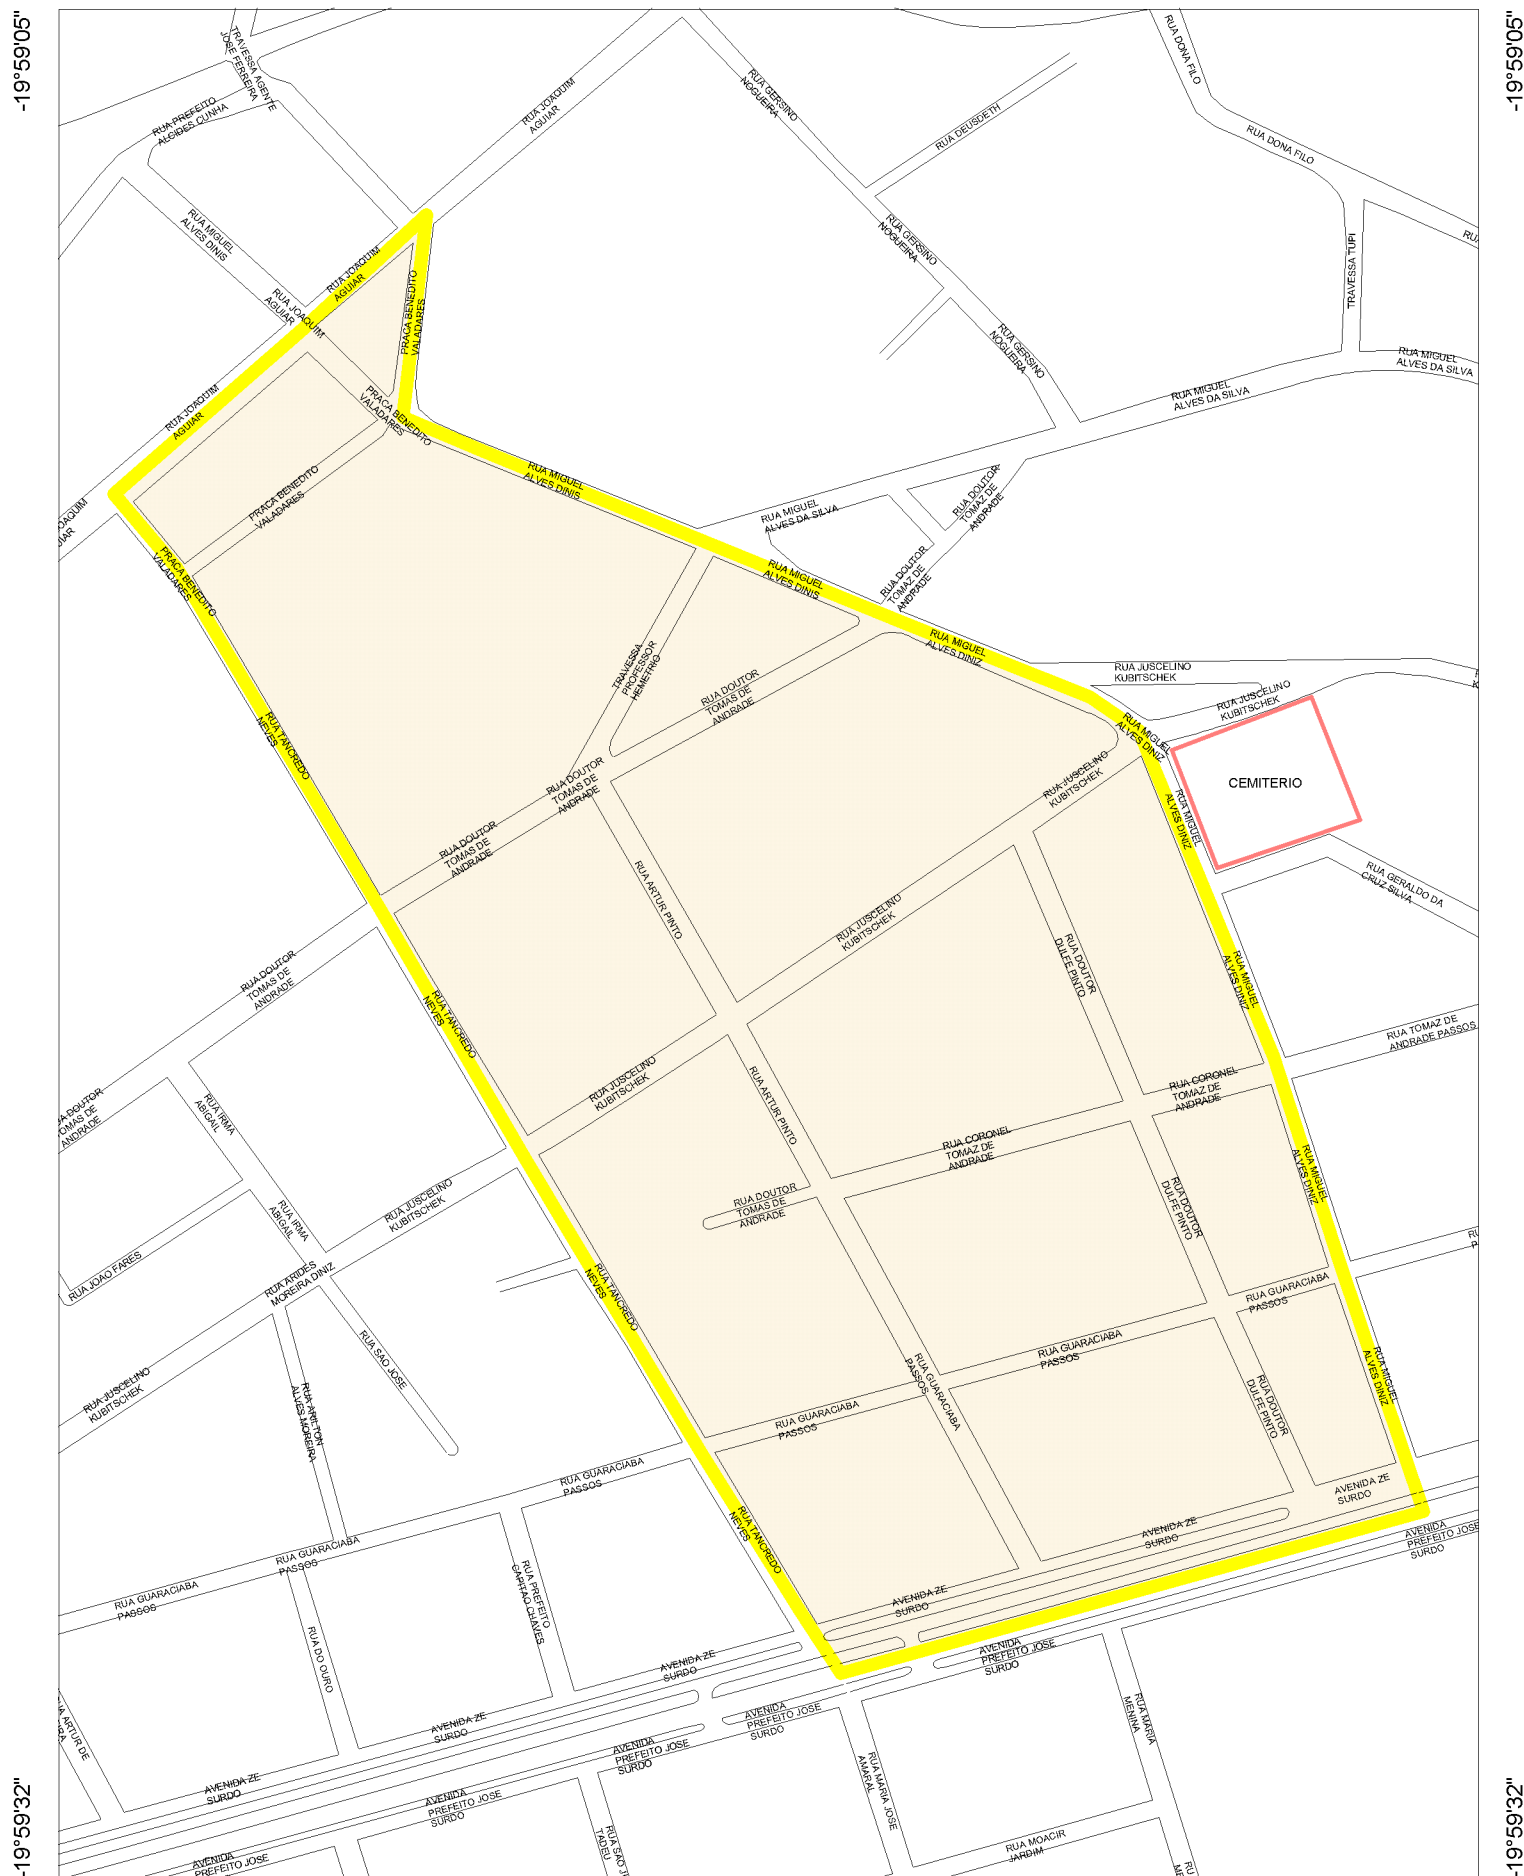 -19°59'05"
-19°59'05"
TRAVESSA AGENTE
JOSE FERREIRA
RUA PREFEITO
ALCIDES CUNHA
RUA JOAQUIM
AGUIAR
RUA GERSINO
NOGUEIRA
RUA DEUSDETH
RUA DONA FILO
RUA DONA FILO
RUA MIGUEL
ALVES DINIS
RUA JOAQUIM
AGUIAR
RUA JOAQUIM
AGUIAR
PRACA BENEDITO
VALADARES
RUA GERSINO
NOGUEIRA
TRAVESSA TUPI
RUA GERSINO
NOGUEIRA
RUA MIGUEL
ALVES DA SILVA
RUA MIGUEL
ALVES DA SILVA
RUA JOAQUIM
AGUIAR
PRACA BENEDITO
VALADARES
PRACA BENEDITO
VALADARES
RUA MIGUEL
ALVES DINIS
RUA MIGUEL
ALVES DA SILVA
RUA DOUTOR
TOMAZ DE
ANDRADE
PRACA BENEDITO
VALADARES
RUA MIGUEL
ALVES DINIS
RUA DOUTOR
TOMAZ DE
ANDRADE
RUA MIGUEL
ALVES DINIZ
TRAVESSA
PROFESSOR
HEMETRIO
RUA DOUTOR
TOMAS DE
ANDRADE
RUA JUSCELINO
KUBITSCHEK
RUA JUSCELINO
KUBITSCHEK
RUA TANCREDO
NEVES
RUA MIGUEL
ALVES DINIZ
RUA DOUTOR
TOMAS DE
ANDRADE
RUA JUSCELINO
KUBITSCHEK
CEMITERIO
RUA MIGUEL
ALVES DINIZ
RUA DOUTOR
TOMAS DE
ANDRADE
RUA ARTUR PINTO
RUA GERALDO DA
CRUZ SILVA
RUA JUSCELINO
KUBITSCHEK
RUA DOUTOR
DULFE PINTO
RUA MIGUEL
ALVES DINIZ
RUA DOUTOR
TOMAS DE
ANDRADE
RUA TANCREDO
NEVES
RUA TOMAZ DE
ANDRADE PASSOS
RUA JUSCELINO
KUBITSCHEK
RUA ARTUR PINTO
RUA CORONEL
TOMAZ DE
ANDRADE
RUA IRMA
ABIGAIL
RUA CORONEL
TOMAZ DE
ANDRADE
RUA MIGUEL
ALVES DINIZ
RUA DOUTOR
TOMAS DE
ANDRADE
RUA DOUTOR
DULFE PINTO
RUA JUSCELINO
KUBITSCHEK
RUA IRMA
ABIGAIL
RUA JOAO FARES
RUA ARIDES
MOREIRA DINIZ
RUA TANCREDO
NEVES
RUA GUARACIABA
PASSOS
RUA SAO JOSE
RUA GUARACIABA
PASSOS
RUA MIGUEL
ALVES DINIZ
RUA JUSCELINO
KUBITSCHEK
RUA ARILTON
ALVES MOREIRA
RUA GUARACIABA
PASSOS
RUA DOUTOR
DULFE PINTO
RUA GUARACIABA
PASSOS
RUA GUARACIABA
PASSOS
AVENIDA ZE
SURDO
RUA TANCREDO
NEVES
AVENIDA ZE
SURDO
AVENIDA
PREFEITO JOSE
SURDO
RUA GUARACIABA
PASSOS
RUA GUARACIABA
PASSOS
RUA PREFEITO
CAPITAO CHAVES
AVENIDA ZE
SURDO
RUA DO OURO
AVENIDA ZE
SURDO
AVENIDA
PREFEITO JOSE
SURDO
RUA MARIA
MENINA
AVENIDA ZE
SURDO
AVENIDA
PREFEITO JOSE
SURDO
AVENIDA
PREFEITO JOSE
SURDO
AVENIDA ZE
SURDO
AVENIDA
PREFEITO JOSE
SURDO
RUA MARIA JOSE
AMARAL
RUA MOACIR
JARDIM
AVENIDA
PREFEITO JOSE
-19°59'32"
-19°59'32"